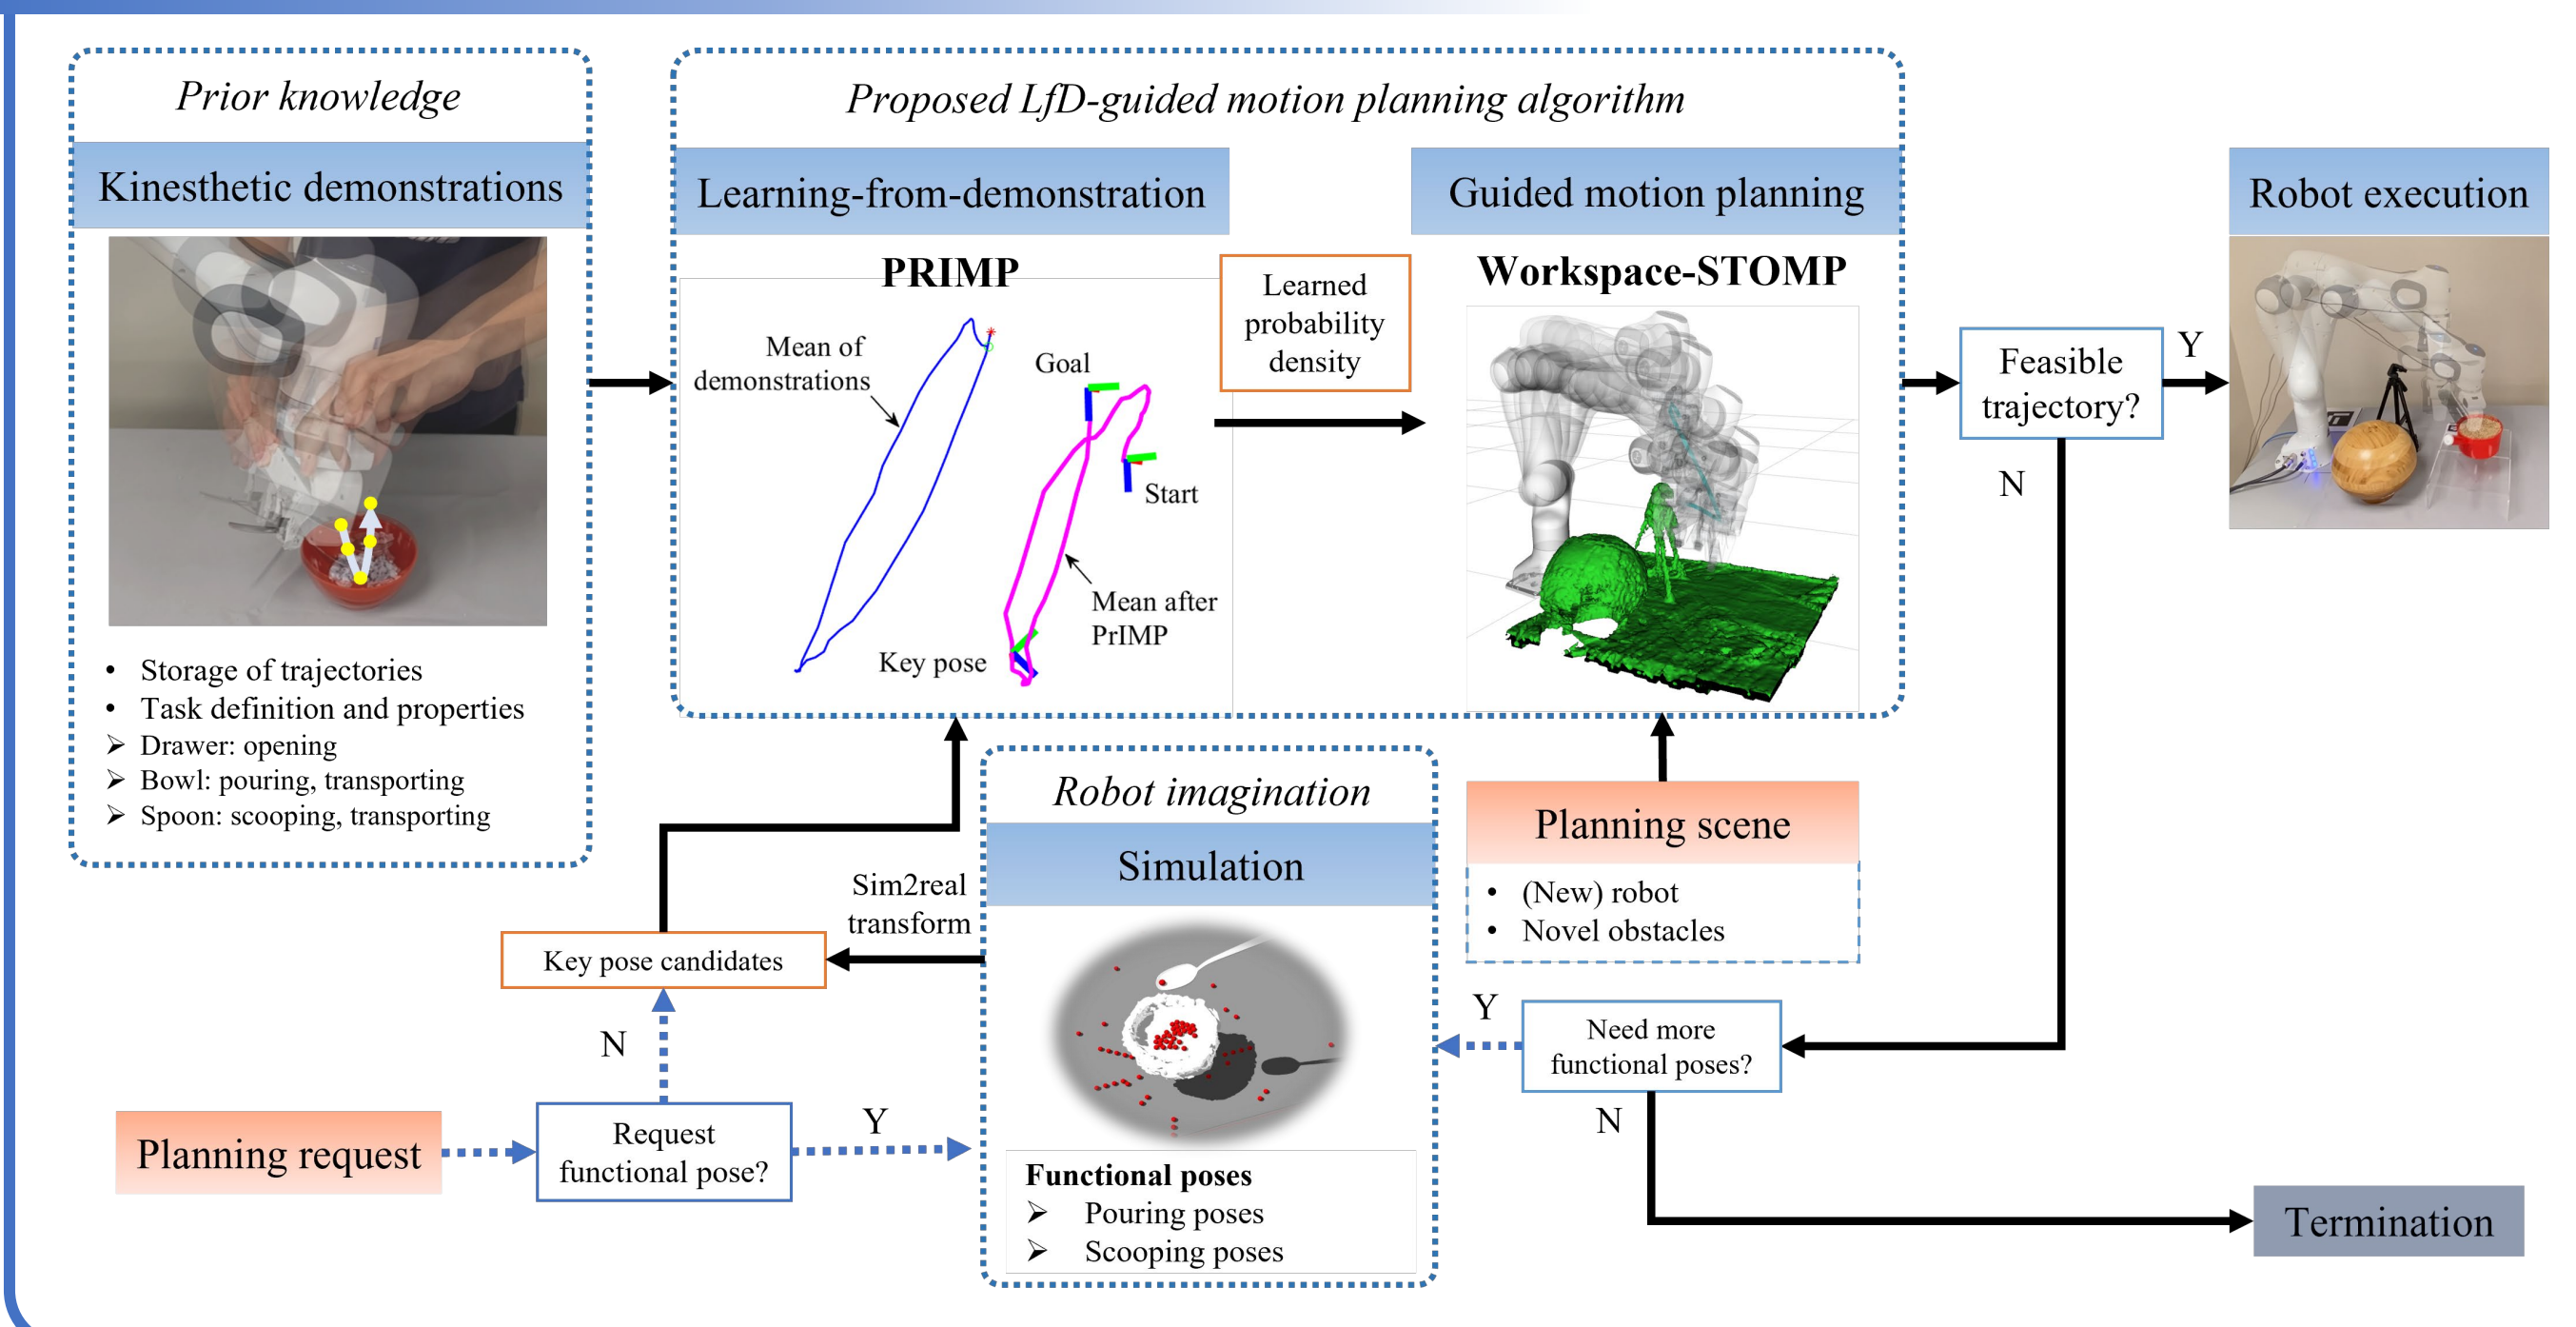 Prior knowledge
Kinesthetic demonstrations
• Storage of trajectories
• Task definition and properties
➢ Drawer: opening
➢ Bowl: pouring, transporting
➢ Spoon: scooping, transporting
Proposed LfD-guided motion planning algorithm
Learning-from-demonstration
PRIMP
Mean of
demonstrations
Goal
Start
Mean after
PrIMP
Key pose
Learned
probability
density
Guided motion planning
Workspace-STOMP
Feasible
trajectory?
Y
N
Robot execution
Robot imagination
Simulation
Functional poses
➢ Pouring poses
➢ Scooping poses
Sim2real
transform
Key pose candidates
N
Planning request
Request
functional pose?
Y
Planning scene
• (New) robot
• Novel obstacles
Y
Need more
functional poses?
N
Termination